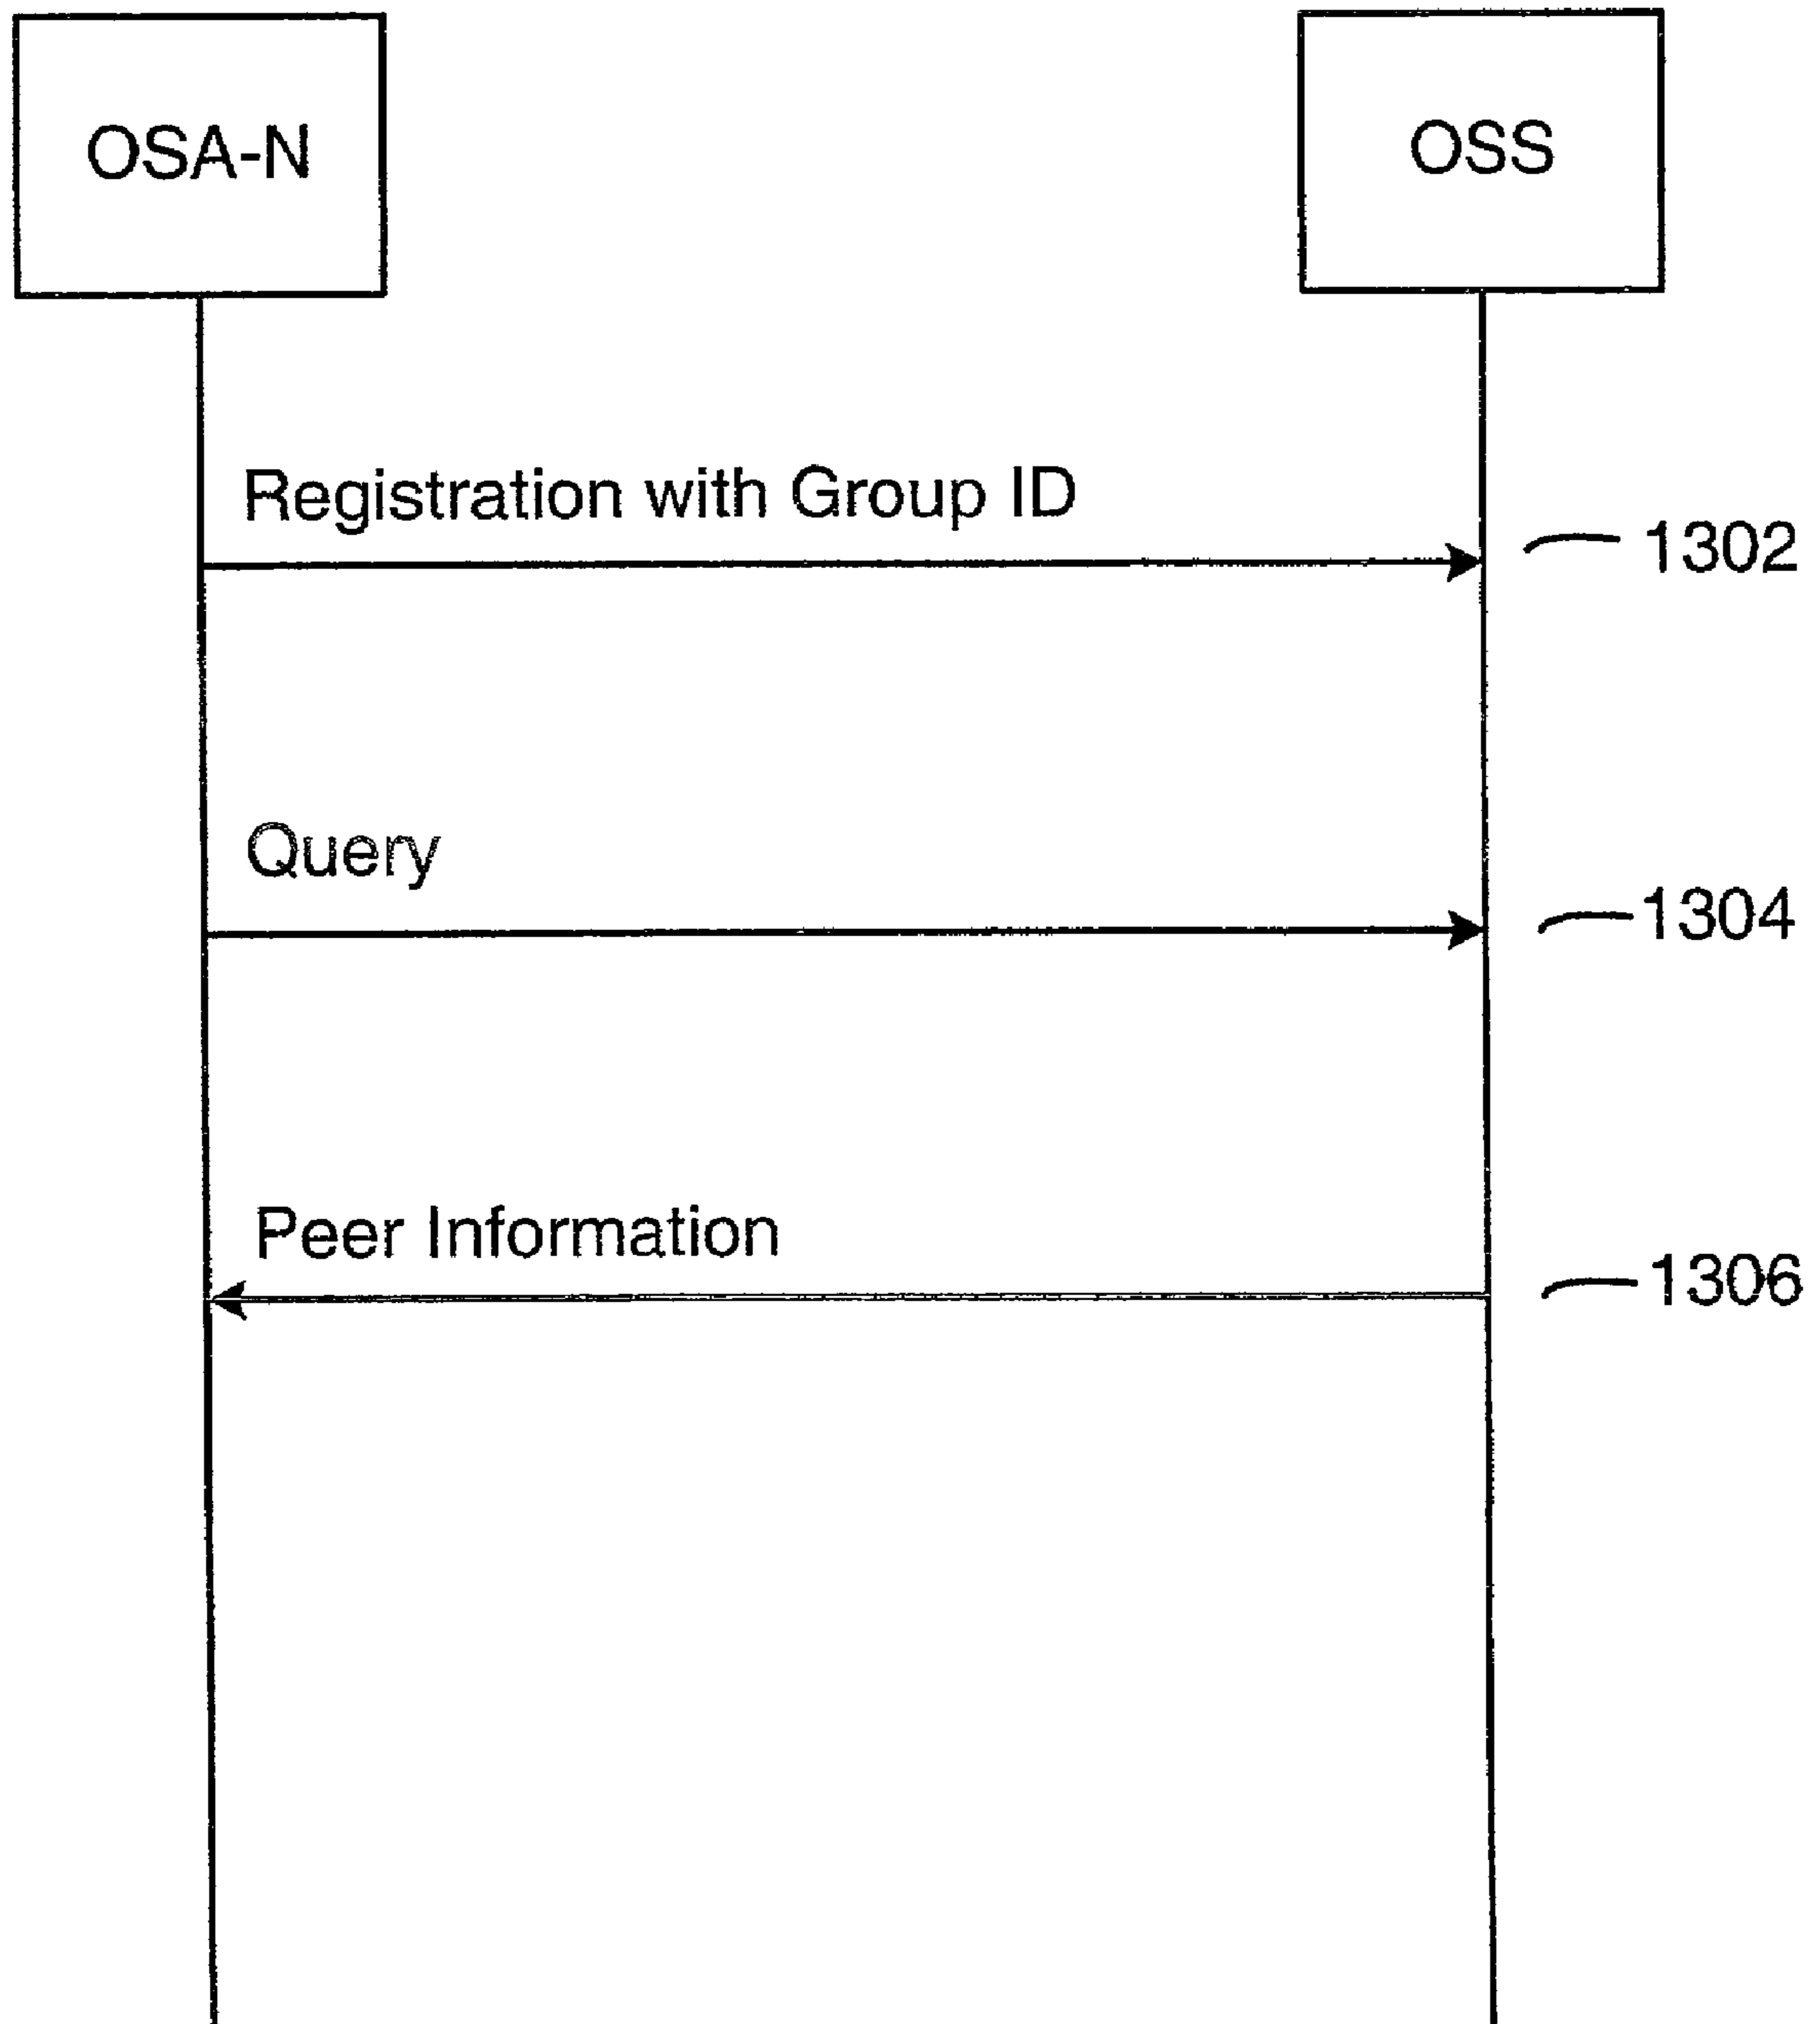 OSA-N
OSS
Registration with Group ID
1302
Query
1304
Peer Information
1306